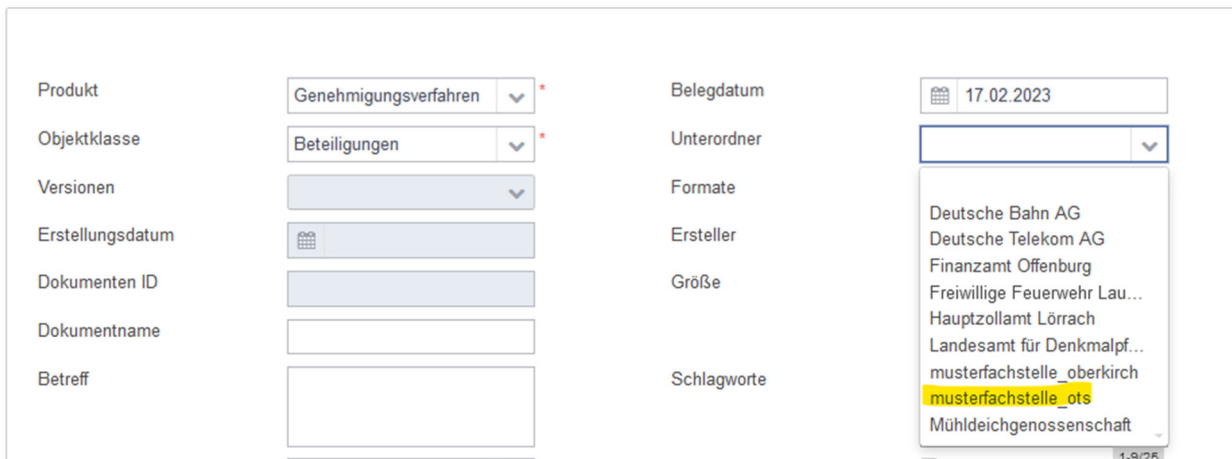 Produkt
Genehmigungsverfahren *
Objektklasse
Beteiligungen *
Versionen
Erstellungsdatum
Dokumenten ID
Dokumentname
Betreff
Belegdatum
17.02.2023
Unterordner
Formate
Ersteller
Größe
Schlagworte
Deutsche Bahn AG
Deutsche Telekom AG
Finanzamt Offenburg
Freiwillige Feuerwehr Lau...
Hauptzollamt Lörrach
Landesamt für Denkmalpf...
musterfachstelle_oberkirch
musterfachstelle_ots
Mühldeichgenossenschaft
1-9/25